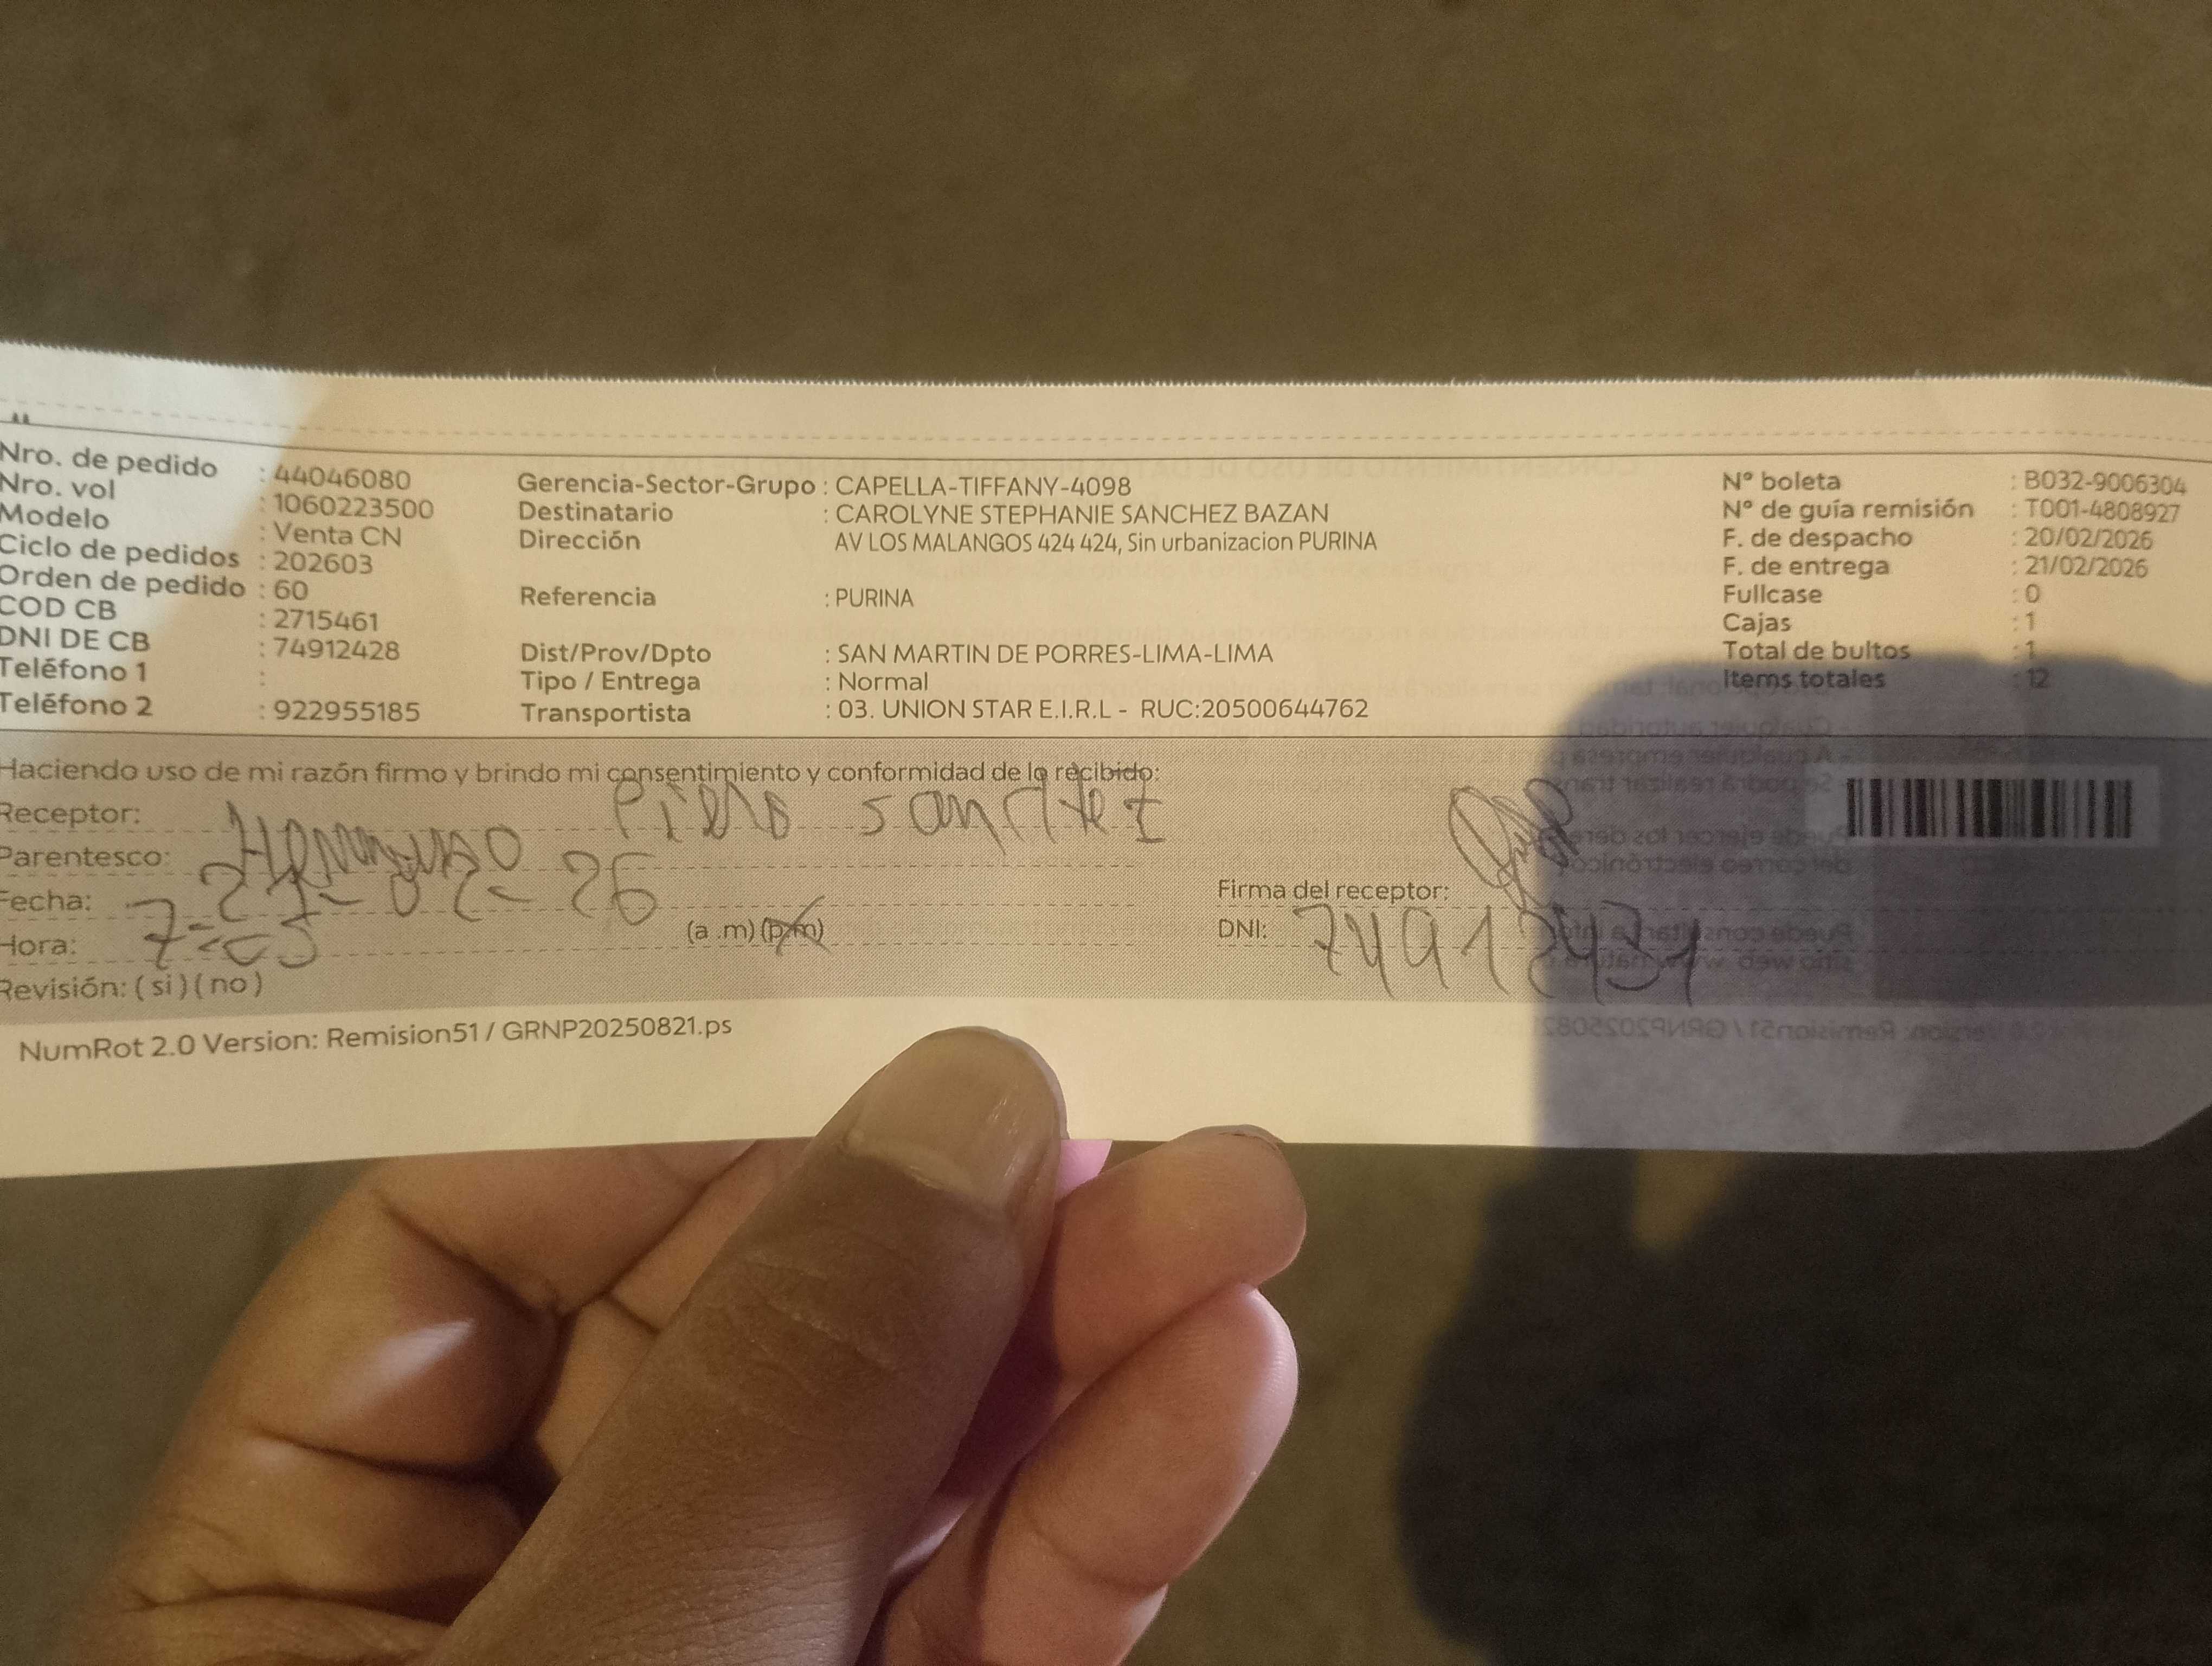 Nro. de pedido : 44046080
Nro. vol : 1060223500
Modelo : Venta CN
Ciclo de pedidos : 202603
Orden de pedido : 60
COD CB : 2715461
DNI DE CB : 74912428
Teléfono 1 :
Teléfono 2 : 922955185
Gerencia-Sector-Grupo : CAPELLA-TIFFANY-4098
Destinatario : CAROLYNE STEPHANIE SANCHEZ BAZAN
Dirección AV LOS MALANGOS 424 424, Sin urbanizacion PURINA
Referencia : PURINA
Dist/Prov/Dpto : SAN MARTIN DE PORRES-LIMA-LIMA
Tipo / Entrega : Normal
Transportista : 03. UNION STAR E.I.R.L - RUC:20500644762
N° boleta : B032-9006304
N° de guía remisión : T001-4808927
F. de despacho : 20/02/2026
F. de entrega : 21/02/2026
Fullcase : 0
Cajas : 1
Total de bultos : 1
Items totales : 12
Haciendo uso de mi razón firmo y brindo mi consentimiento y conformidad de lo recibido:
Receptor: Piero sanchez
Parentesco: Hermano
Fecha: 21-02-26
Hora: 7:05 (a .m) (p.m)
Revisión: ( si ) ( no )
Firma del receptor:
DNI: 74912431
NumRot 2.0 Version: Remision51 / GRNP20250821.ps